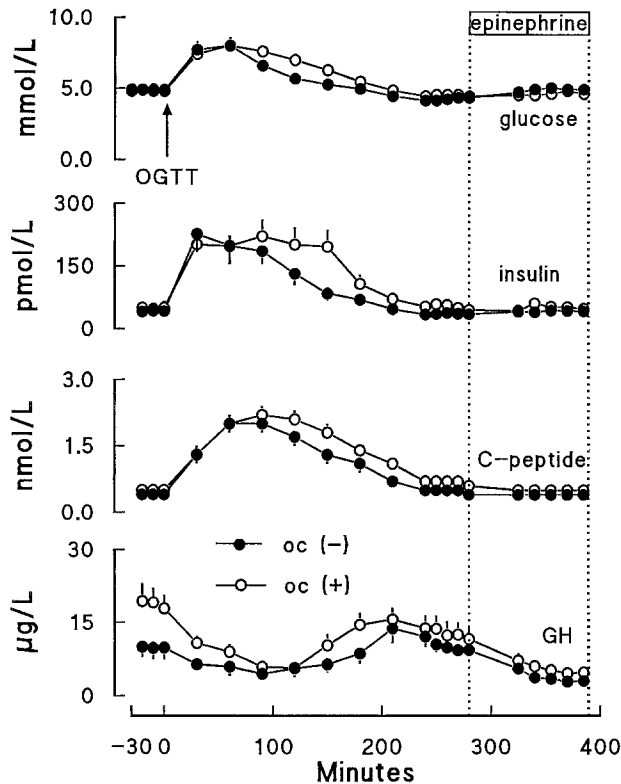 epinephrine
mmol/L
10.0
5.0
0.0
glucose
OGTT
pmol/L
300
150
0
insulin
nmol/L
3.0
1.5
0.0
C-peptide
µg/L
30
15
0
oc (−)
oc (+)
GH
−30 0 100 200 300 400
Minutes